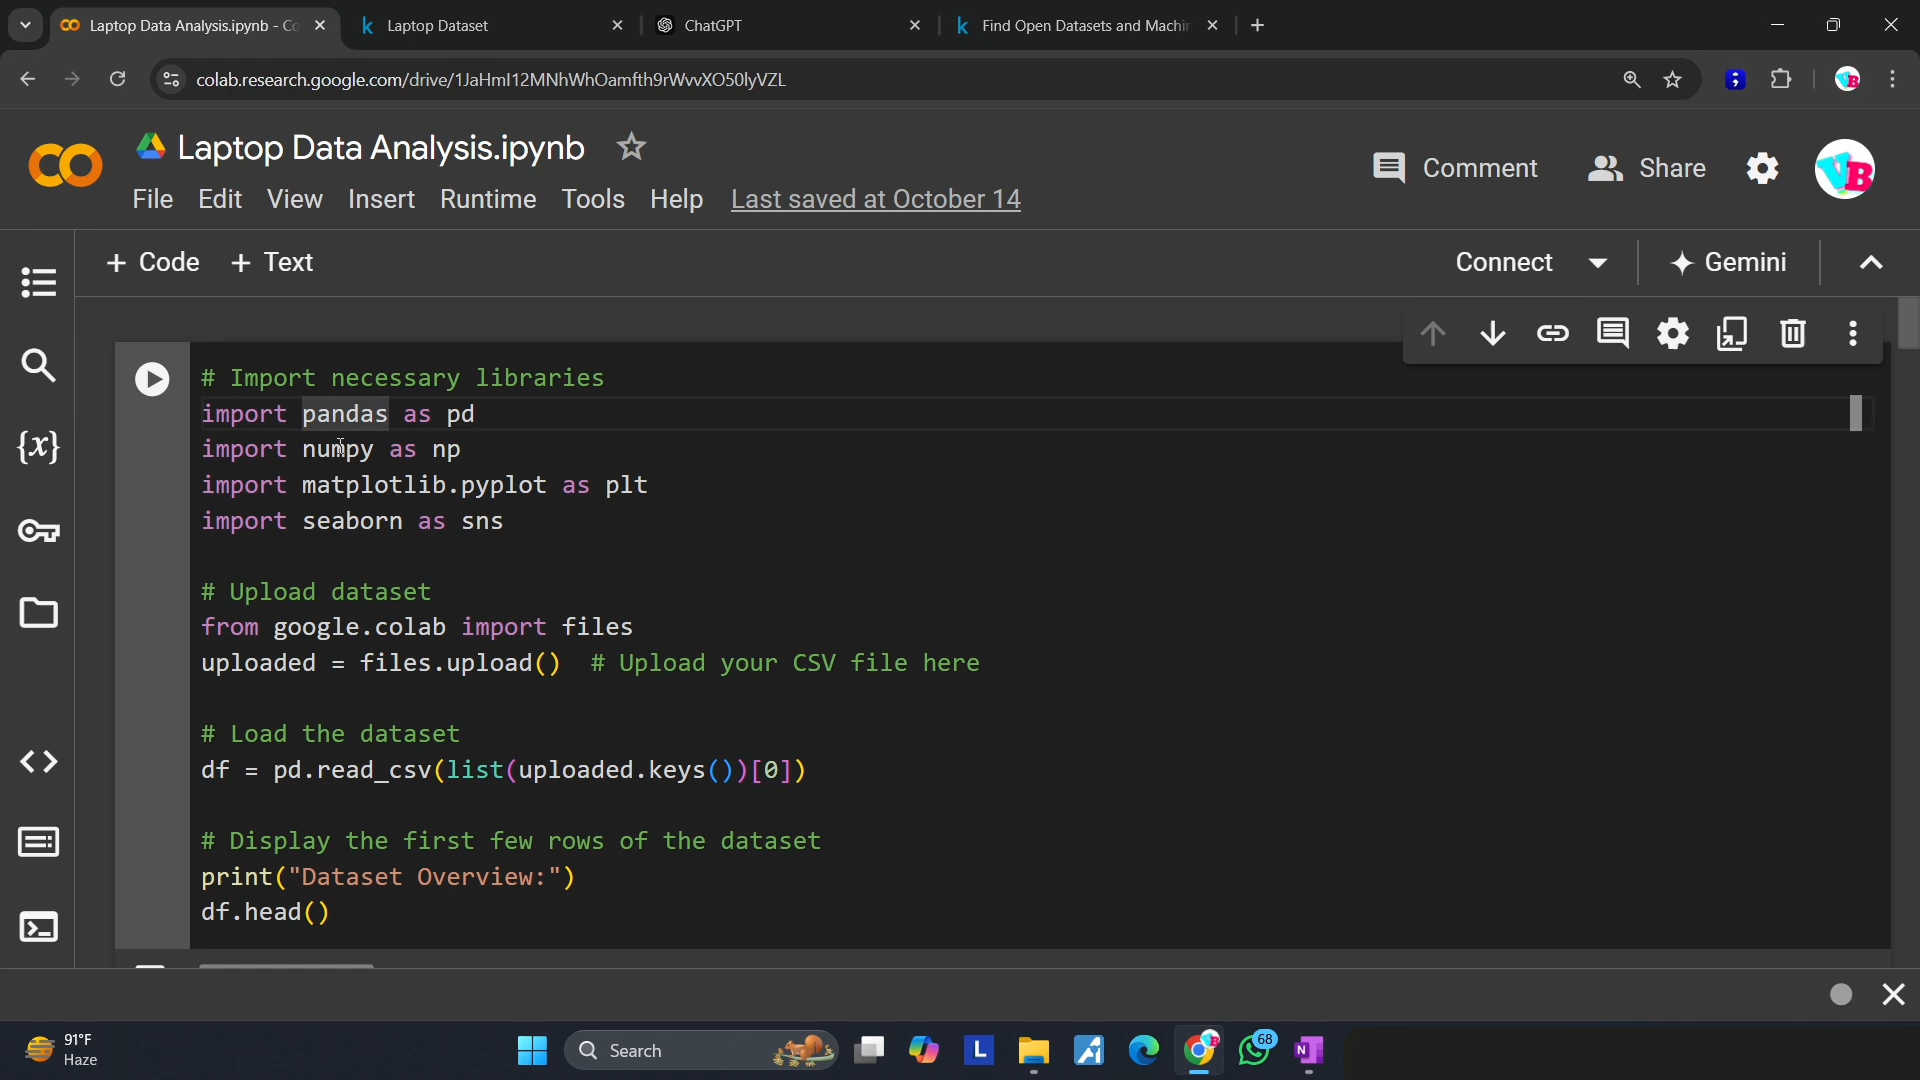 Laptop Data Analysis.ipynb - Co
Laptop Dataset
ChatGPT
Find Open Datasets and Machin
colab.research.google.com/drive/1JaHmI12MNhWhOamfth9rWvvXO50lyVZL
Laptop Data Analysis.ipynb
Comment
Share
File Edit View Insert Runtime Tools Help Last saved at October 14
+ Code + Text
Connect
Gemini
# Import necessary libraries
import pandas as pd
import numpy as np
import matplotlib.pyplot as plt
import seaborn as sns
# Upload dataset
from google.colab import files
uploaded = files.upload() # Upload your CSV file here
# Load the dataset
df = pd.read_csv(list(uploaded.keys())[0])
# Display the first few rows of the dataset
print("Dataset Overview:")
df.head()
91°F
Haze
Search
68